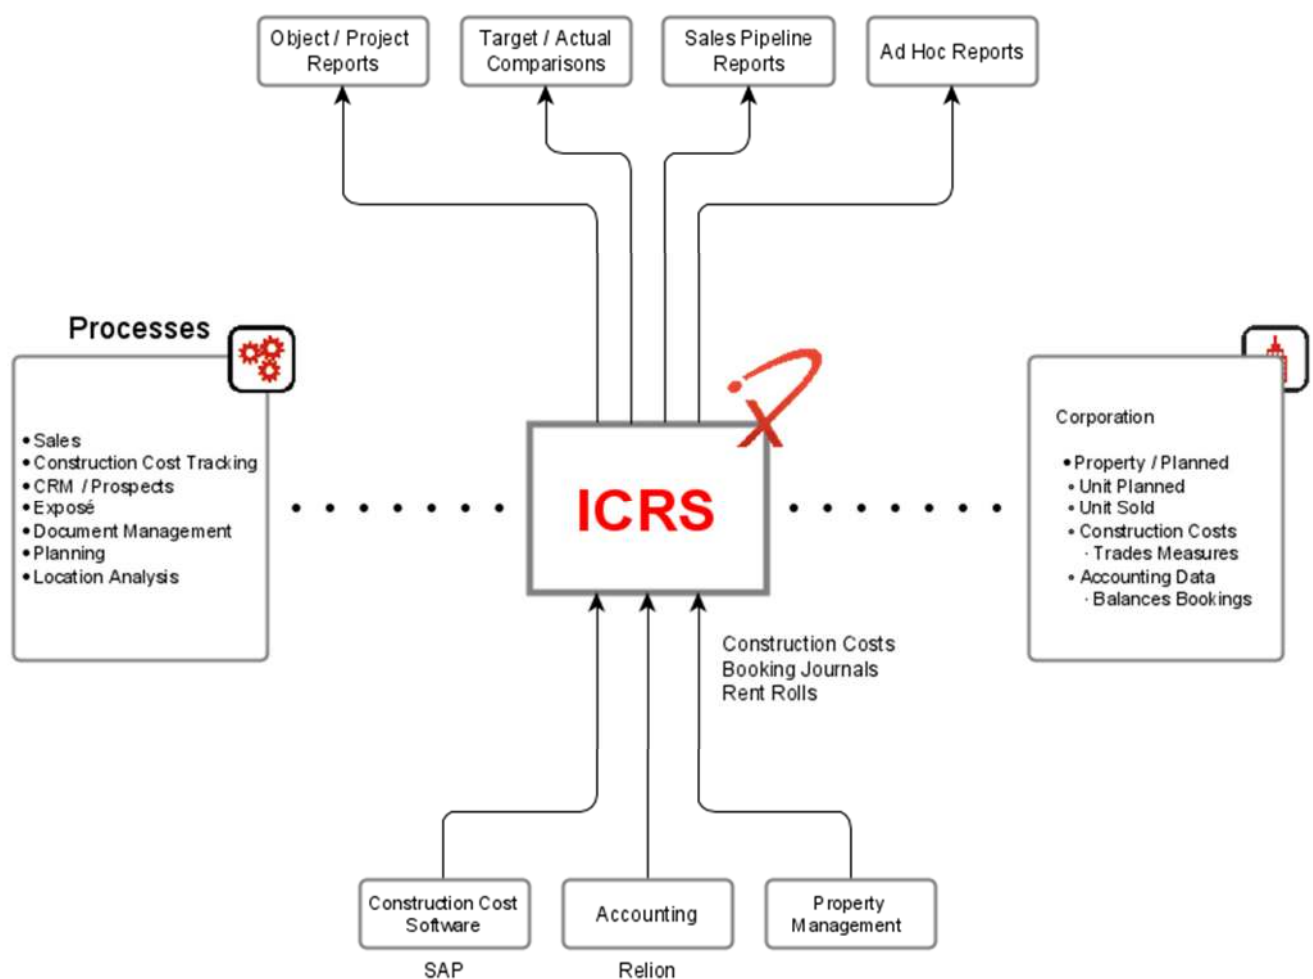 Object / Project
Reports
Target / Actual
Comparisons
Sales Pipeline
Reports
Ad Hoc Reports
Processes
• Sales
• Construction Cost Tracking
• CRM / Prospects
• Exposé
• Document Management
• Planning
• Location Analysis
ICRS
Corporation
• Property / Planned
• Unit Planned
• Unit Sold
• Construction Costs
· Trades Measures
• Accounting Data
· Balances Bookings
Construction Costs
Booking Journals
Rent Rolls
Construction Cost
Software
Accounting
Property
Management
SAP
Relion